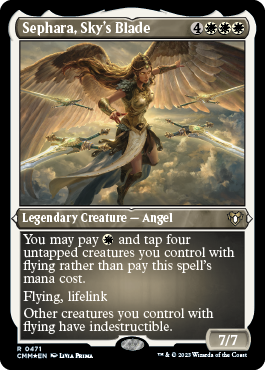 Sephara, Sky's Blade 4
Legendary Creature — Angel
You may pay and tap four
untapped creatures you control with
flying rather than pay this spell's
mana cost.
Flying, lifelink
Other creatures you control with
flying have indestructible.
7/7
R 0471
CMM★EN Livia Prima
™ & © 2023 Wizards of the Coast